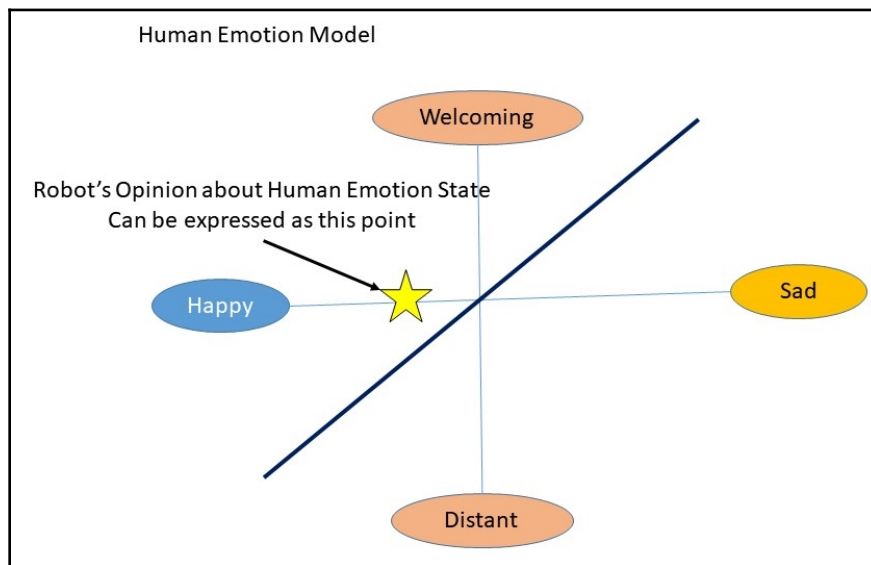 Human Emotion Model
Welcoming
Robot’s Opinion about Human Emotion State
Can be expressed as this point
Happy
Sad
Distant